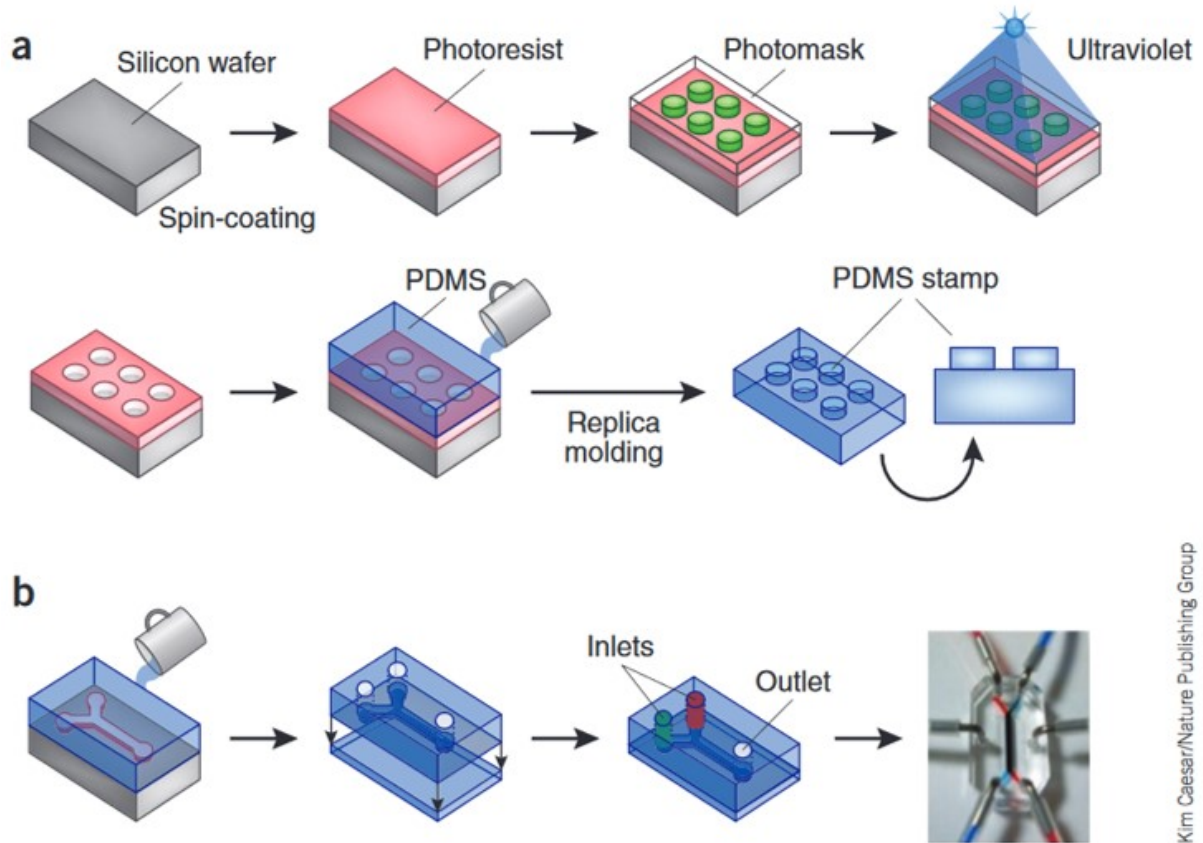 a
Silicon wafer
Photoresist
Photomask
Ultraviolet
Spin-coating
PDMS
PDMS stamp
Replica
molding
b
Inlets
Outlet
Kim Caesar/Nature Publishing Group